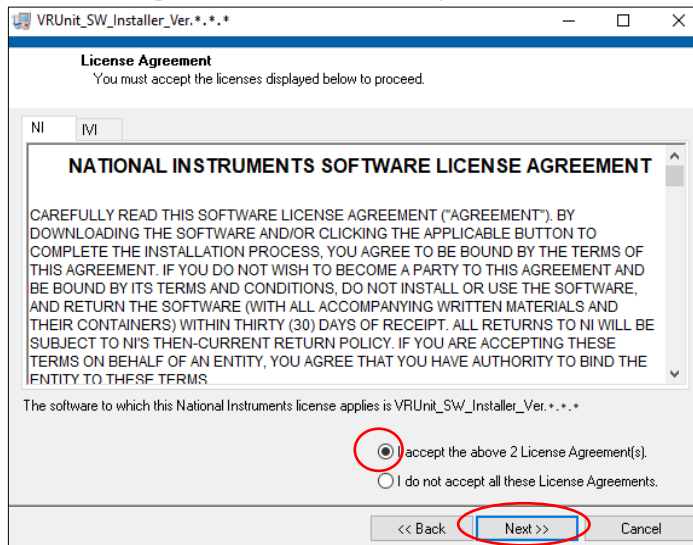 VRUnit_SW_Installer_Ver.*.*.*
License Agreement
You must accept the licenses displayed below to proceed.
NI IVI
NATIONAL INSTRUMENTS SOFTWARE LICENSE AGREEMENT
CAREFULLY READ THIS SOFTWARE LICENSE AGREEMENT ("AGREEMENT"). BY
DOWNLOADING THE SOFTWARE AND/OR CLICKING THE APPLICABLE BUTTON TO
COMPLETE THE INSTALLATION PROCESS, YOU AGREE TO BE BOUND BY THE TERMS OF
THIS AGREEMENT. IF YOU DO NOT WISH TO BECOME A PARTY TO THIS AGREEMENT AND
BE BOUND BY ITS TERMS AND CONDITIONS, DO NOT INSTALL OR USE THE SOFTWARE,
AND RETURN THE SOFTWARE (WITH ALL ACCOMPANYING WRITTEN MATERIALS AND
THEIR CONTAINERS) WITHIN THIRTY (30) DAYS OF RECEIPT. ALL RETURNS TO NI WILL BE
SUBJECT TO NI'S THEN-CURRENT RETURN POLICY. IF YOU ARE ACCEPTING THESE
TERMS ON BEHALF OF AN ENTITY, YOU AGREE THAT YOU HAVE AUTHORITY TO BIND THE
ENTITY TO THESE TERMS
The software to which this National Instruments license applies is VRUnit_SW_Installer_Ver.*.*.*
I accept the above 2 License Agreement(s).
I do not accept all these License Agreements.
<< Back Next >> Cancel